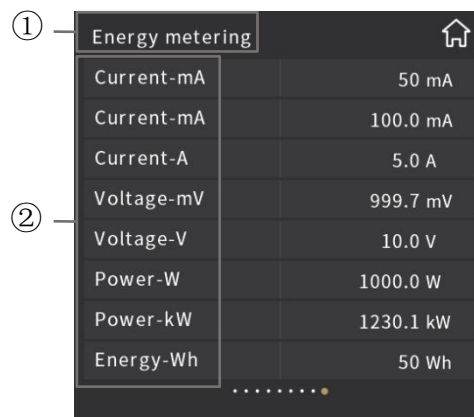 ①
Energy metering
②
Current-mA 50 mA
Current-mA 100.0 mA
Current-A 5.0 A
Voltage-mV 999.7 mV
Voltage-V 10.0 V
Power-W 1000.0 W
Power-kW 1230.1 kW
Energy-Wh 50 Wh